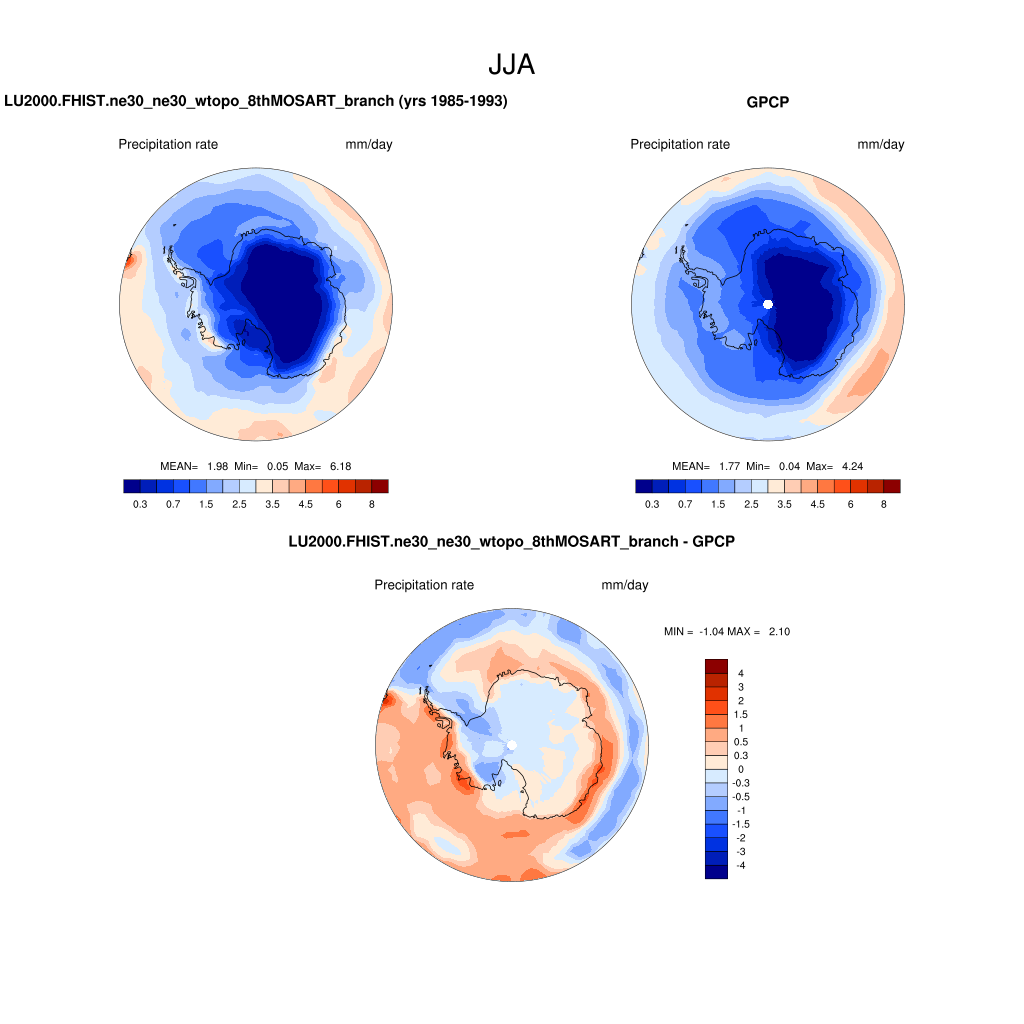 JJA
LU2000.FHIST.ne30_ne30_wtopo_8thMOSART_branch (yrs 1985-1993)
GPCP
Precipitation rate mm/day
Precipitation rate mm/day
MEAN= 1.98 Min= 0.05 Max= 6.18
MEAN= 1.77 Min= 0.04 Max= 4.24
0.3 0.7 1.5 2.5 3.5 4.5 6 8
0.3 0.7 1.5 2.5 3.5 4.5 6 8
LU2000.FHIST.ne30_ne30_wtopo_8thMOSART_branch - GPCP
Precipitation rate mm/day
MIN = -1.04 MAX = 2.10
4
3
2
1.5
1
0.5
0.3
0
-0.3
-0.5
-1
-1.5
-2
-3
-4